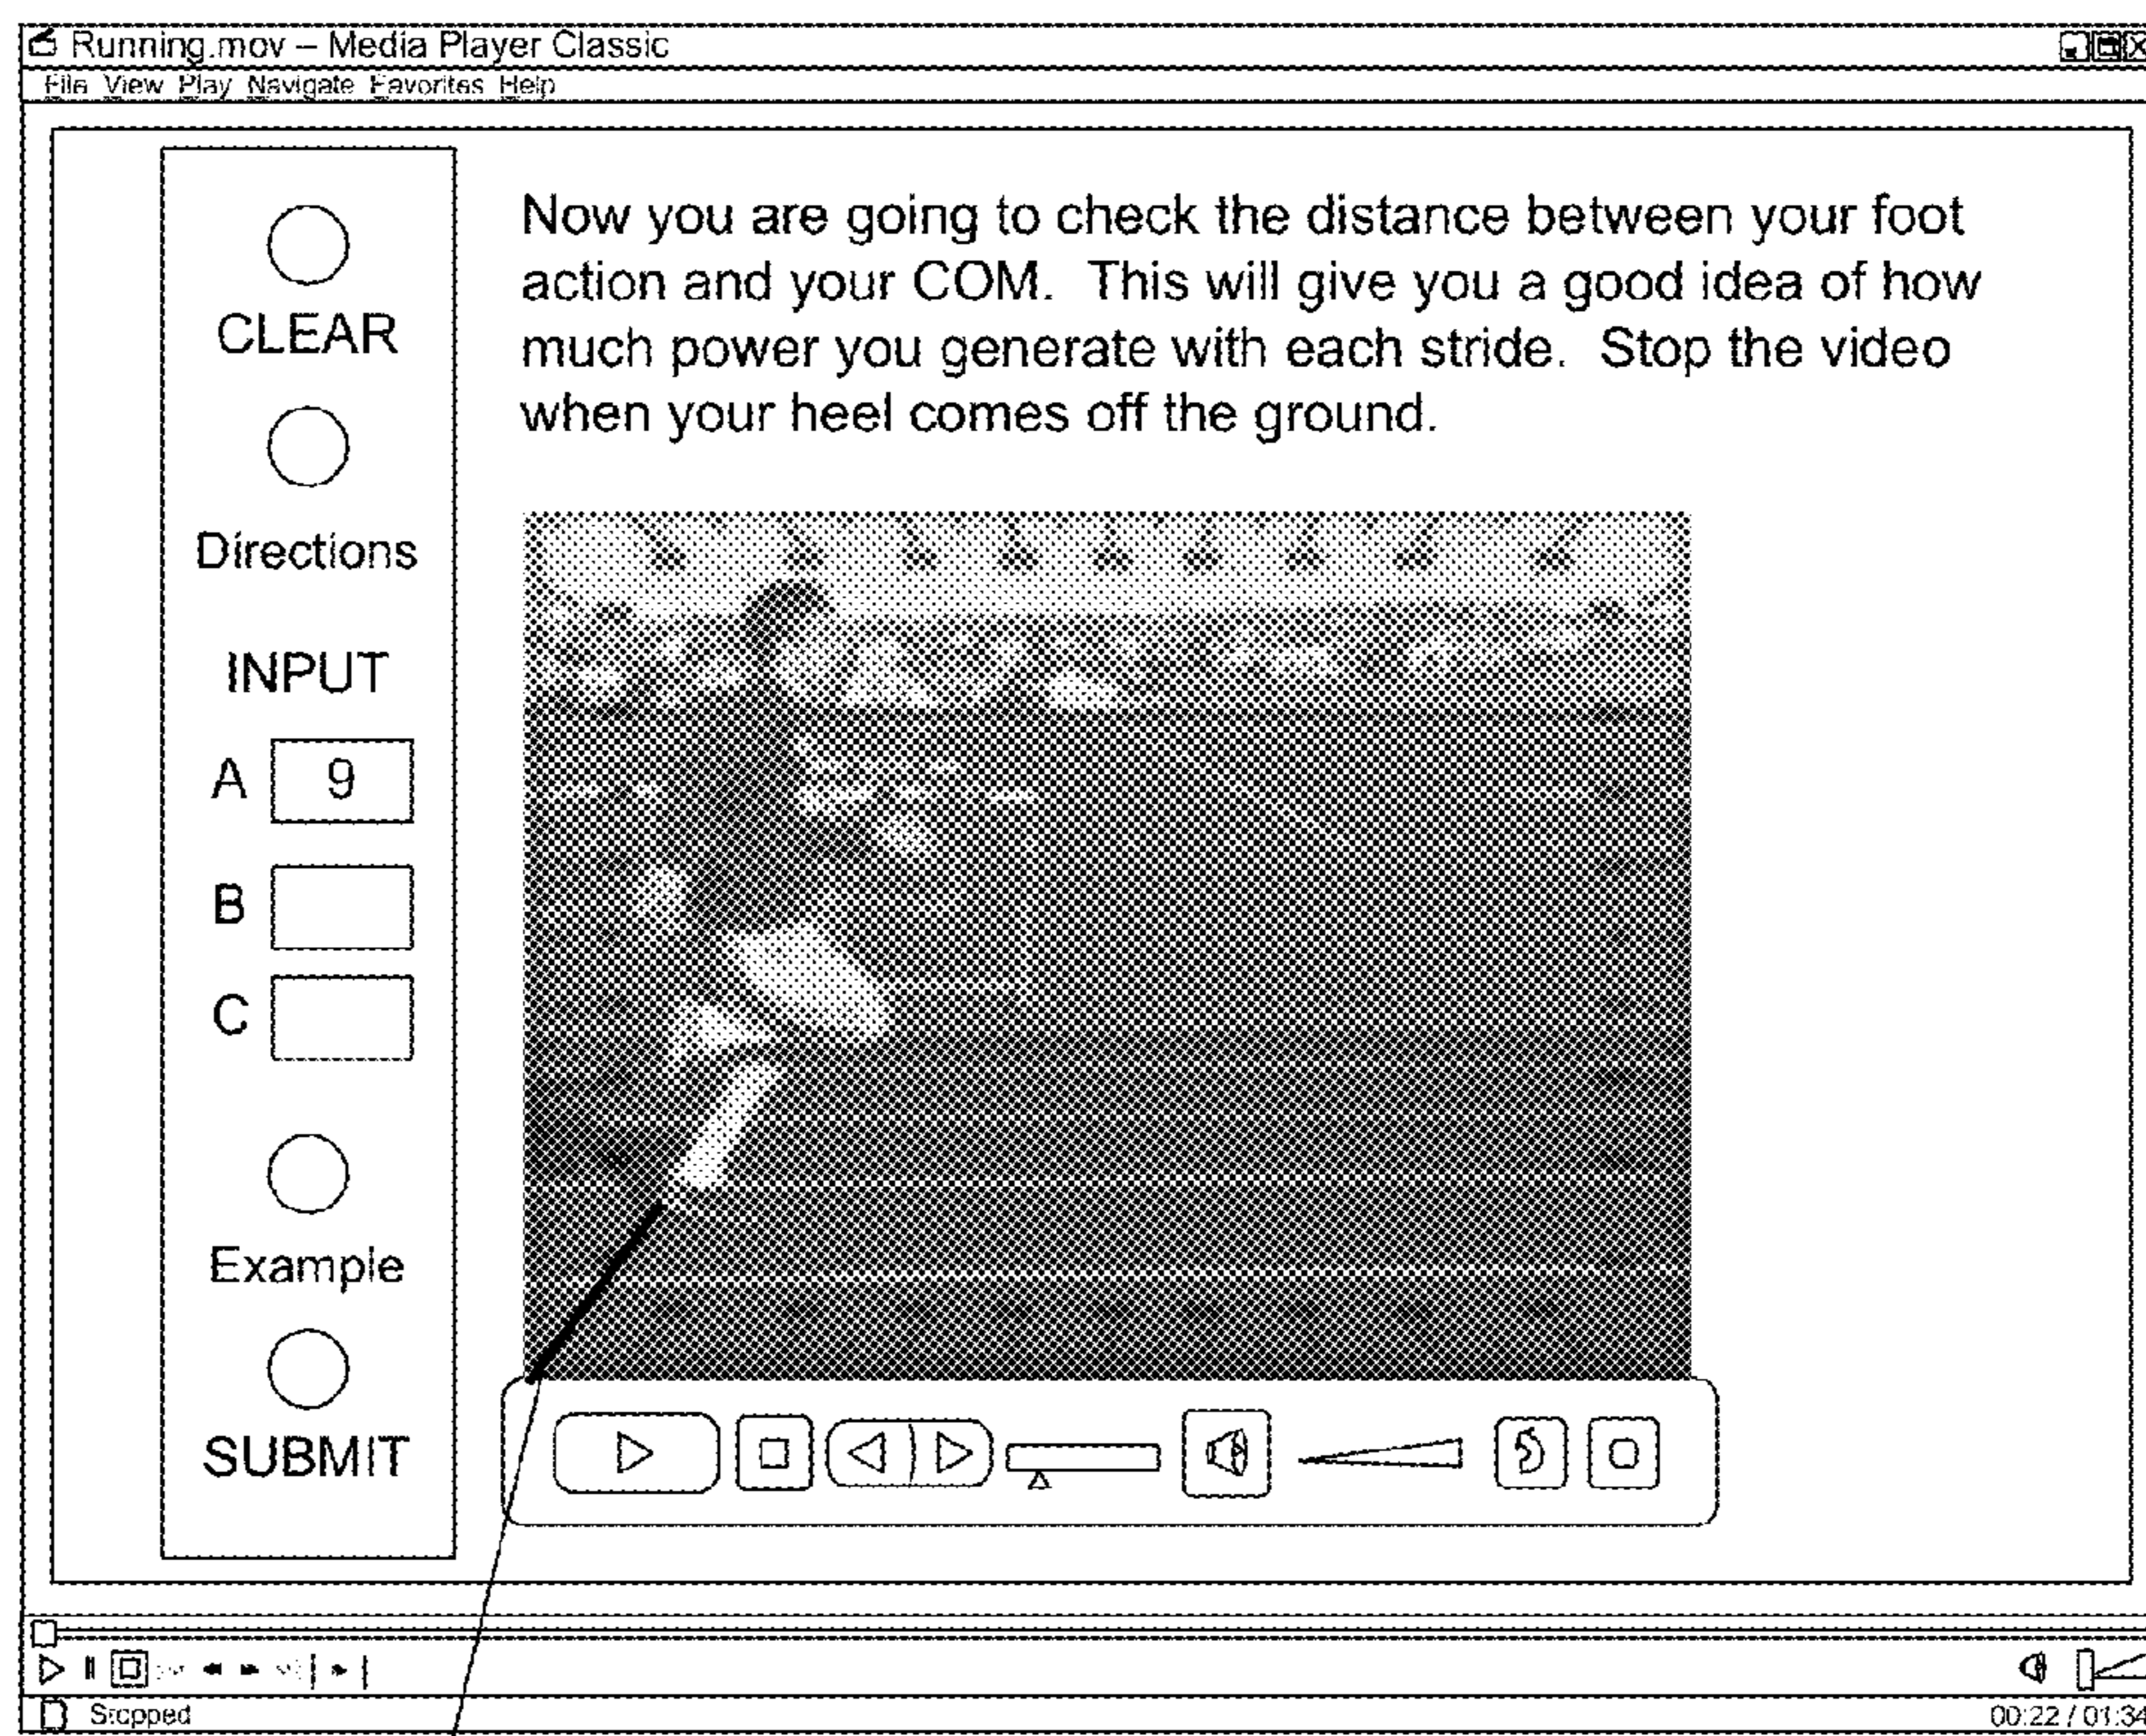 Running.mov – Media Player Classic
File View Play Navigate Favorites Help
CLEAR
Directions
INPUT
A 9
B
C
Example
SUBMIT
Now you are going to check the distance between your foot
action and your COM. This will give you a good idea of how
much power you generate with each stride. Stop the video
when your heel comes off the ground.
Stopped
00:22 / 01:34